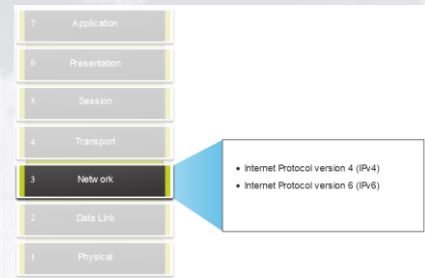 7 Application
6 Presentation
5 Session
4 Transport
3 Network
• Internet Protocol version 4 (IPv4)
• Internet Protocol version 6 (IPv6)
2 Data Link
1 Physical